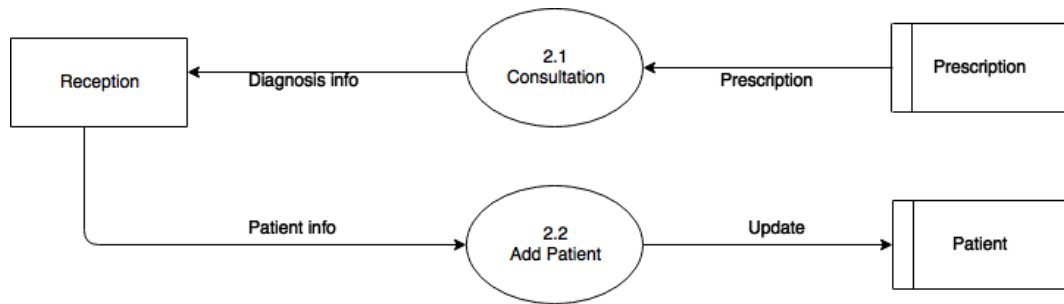 Reception
Diagnosis info
2.1
Consultation
Prescription
Prescription
Patient info
2.2
Add Patient
Update
Patient